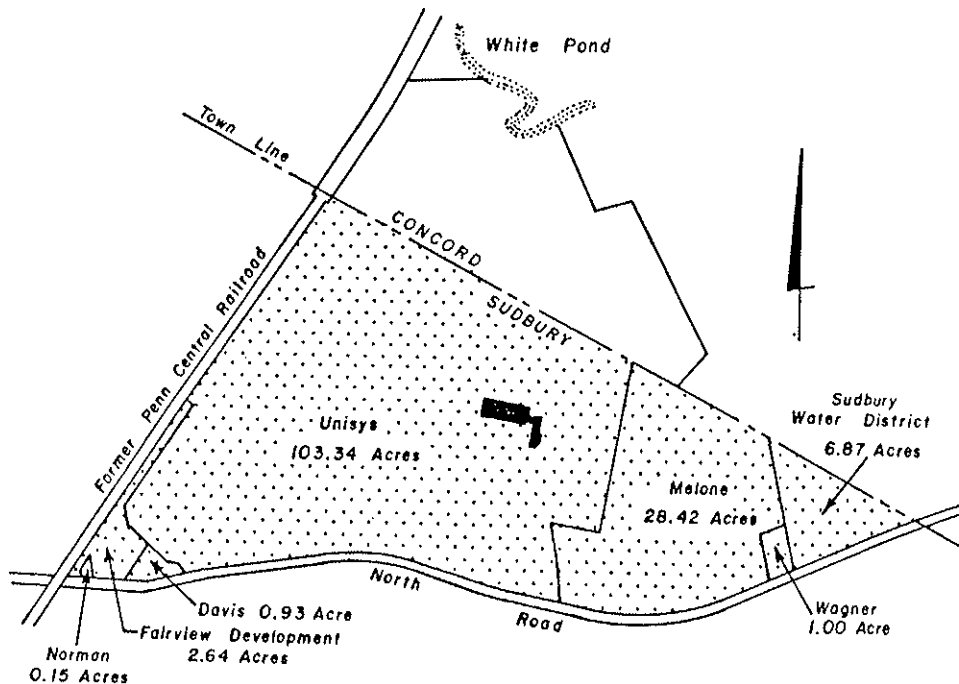 White Pond
Town Line
CONCORD
SUDBURY
Former Penn Central Railroad
Sudbury
Water District
6.87 Acres
Unisys
103.34 Acres
Melone
28.42 Acres
North
Road
Davis 0.93 Acre
Fairview Development
2.64 Acres
Norman
0.15 Acres
Wagner
1.00 Acre